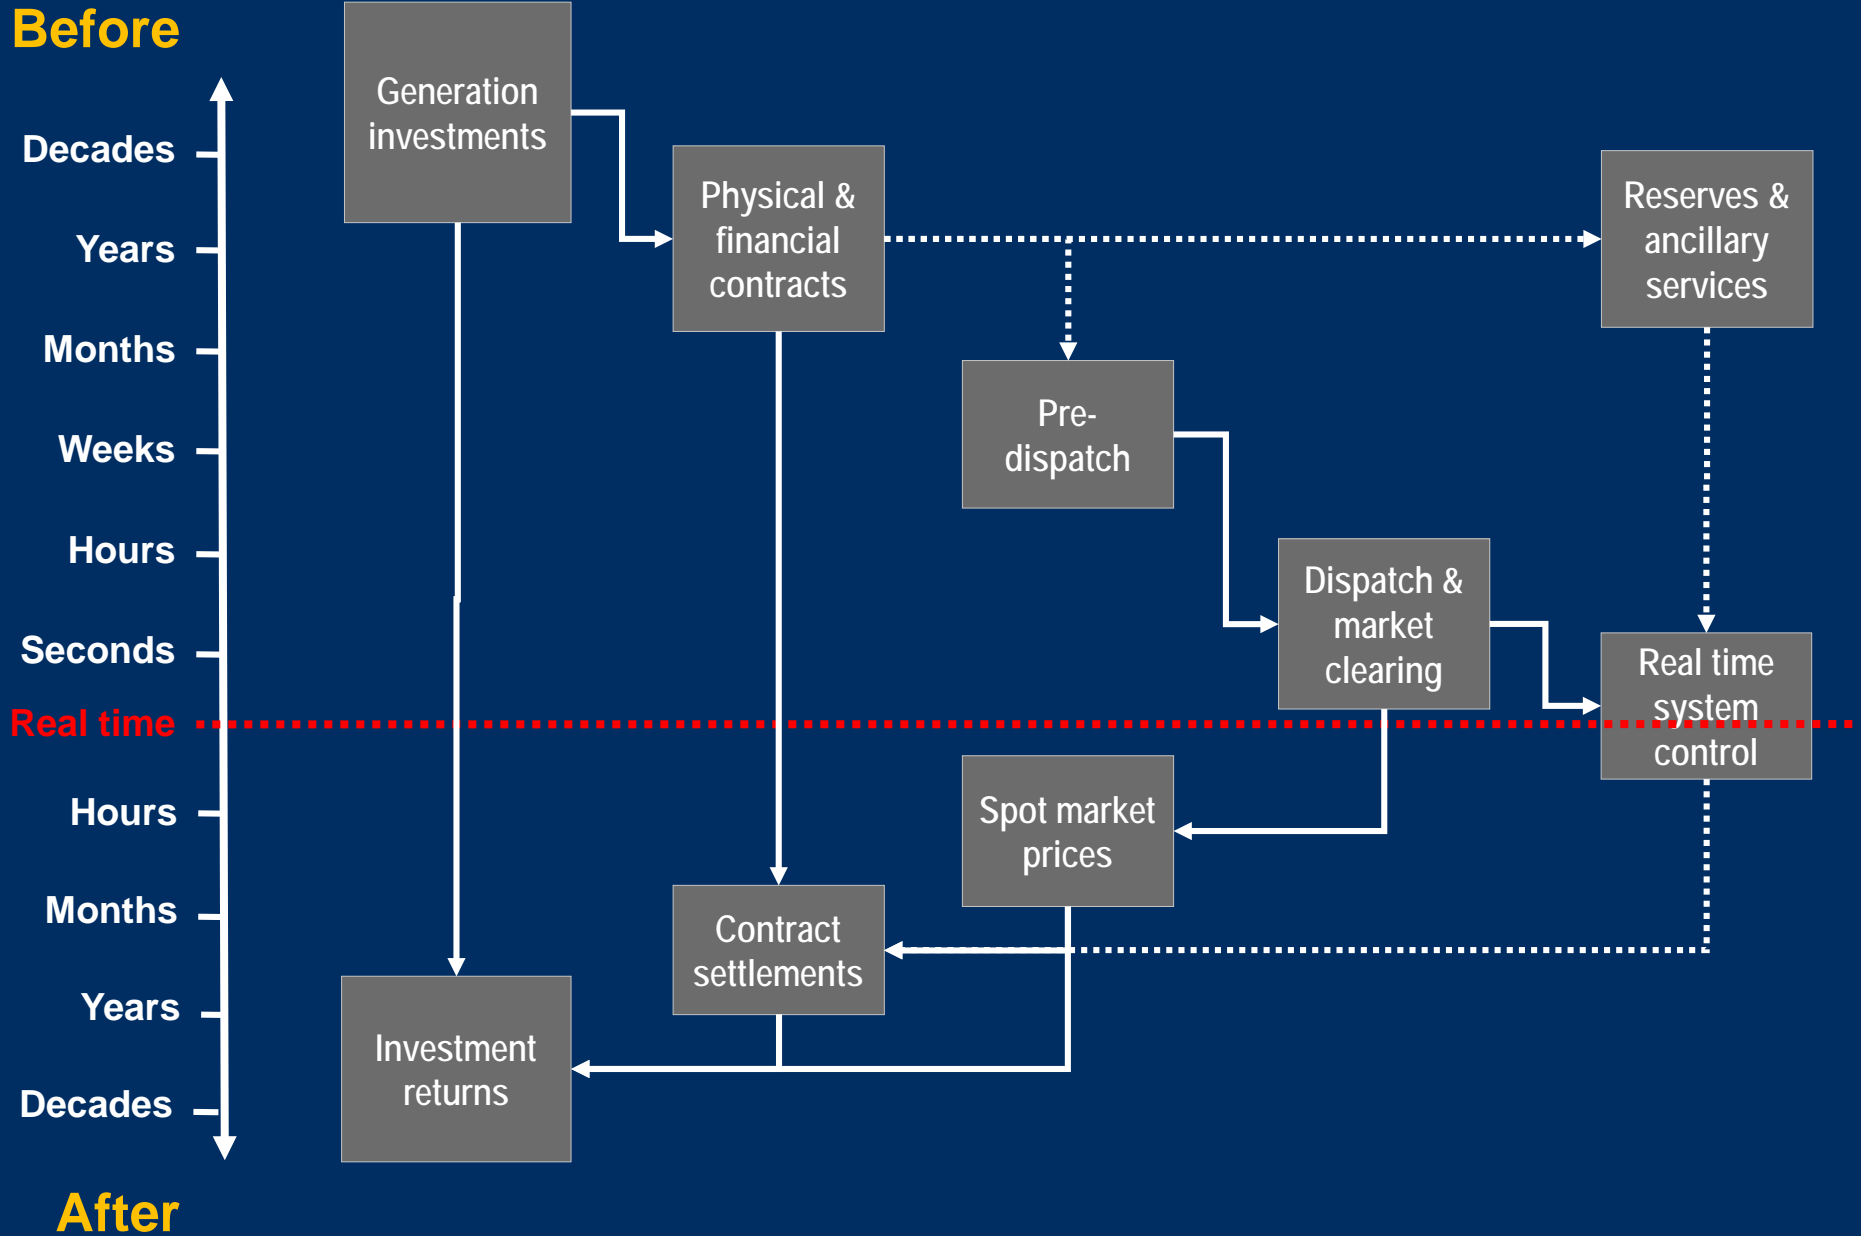 Before
Decades
Years
Months
Weeks
Hours
Seconds
Real time
Hours
Months
Years
Decades
After
Generation
investments
Physical &
financial
contracts
Reserves &
ancillary
services
Pre-
dispatch
Dispatch &
market
clearing
Real time
system
control
Spot market
prices
Contract
settlements
Investment
returns